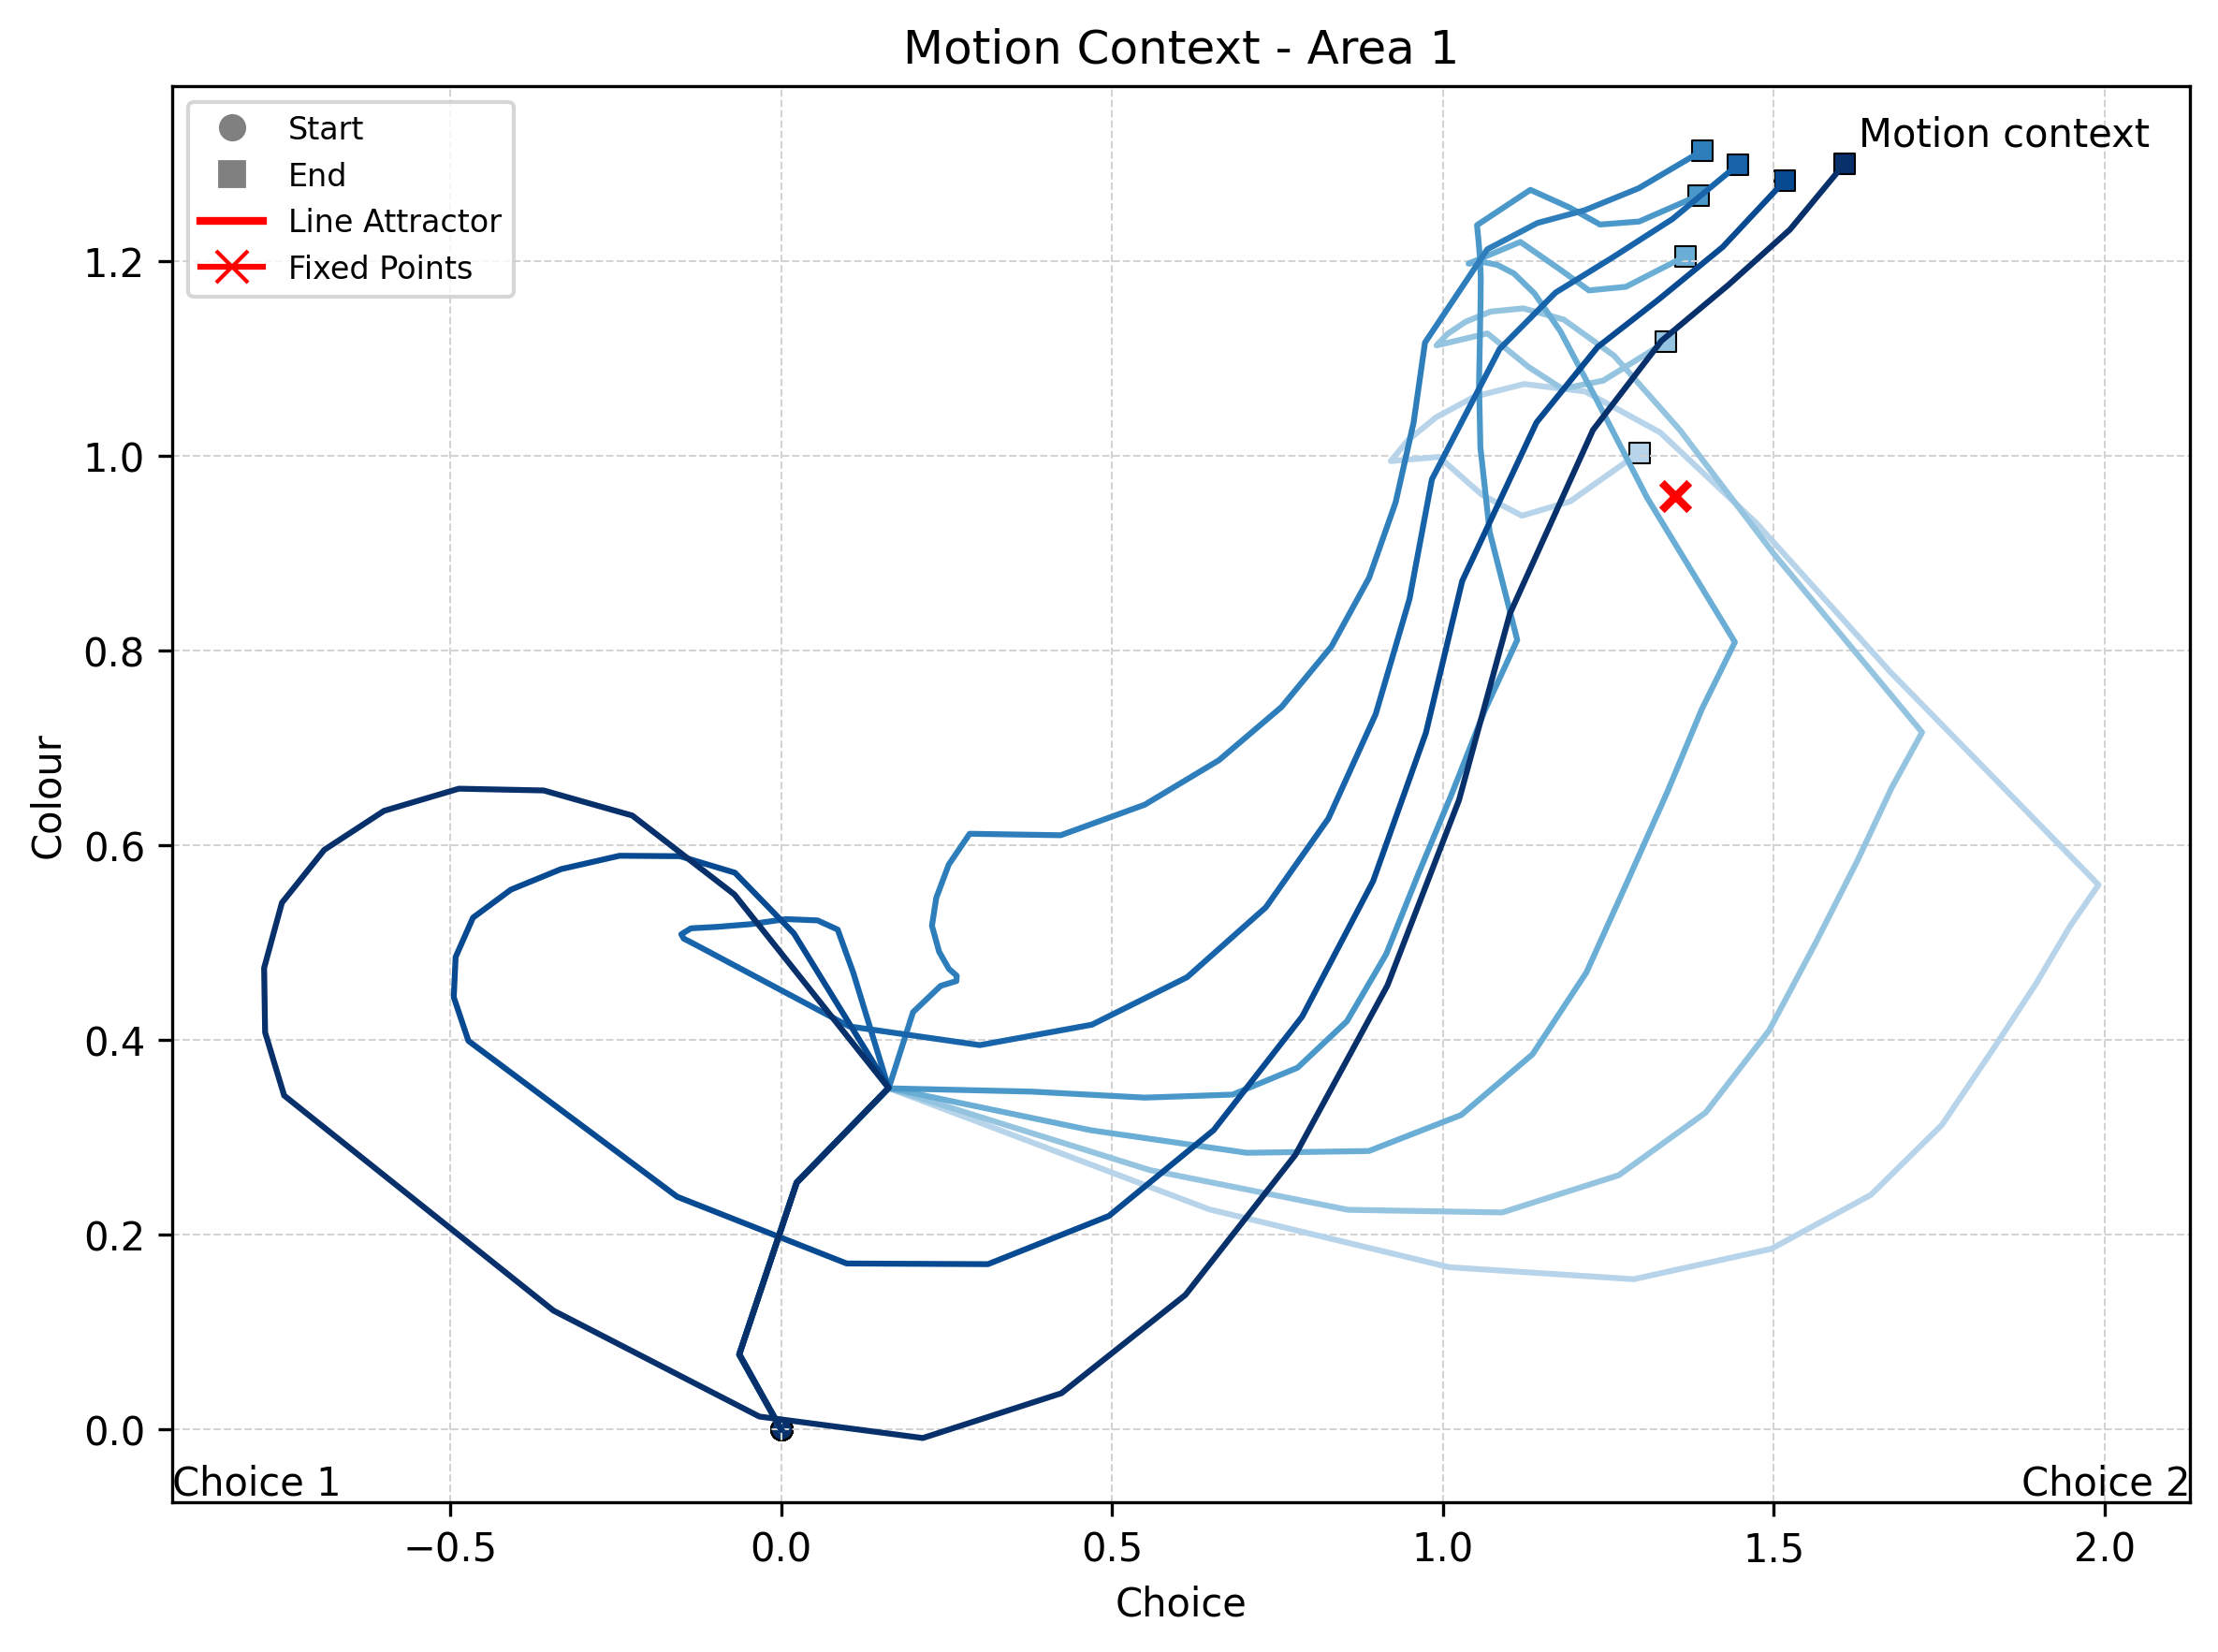 Motion Context - Area 1
Start
End
Line Attractor
Fixed Points
Motion context
Colour
1.2
1.0
0.8
0.6
0.4
0.2
0.0
Choice 1
Choice 2
−0.5
0.0
0.5
1.0
1.5
2.0
Choice